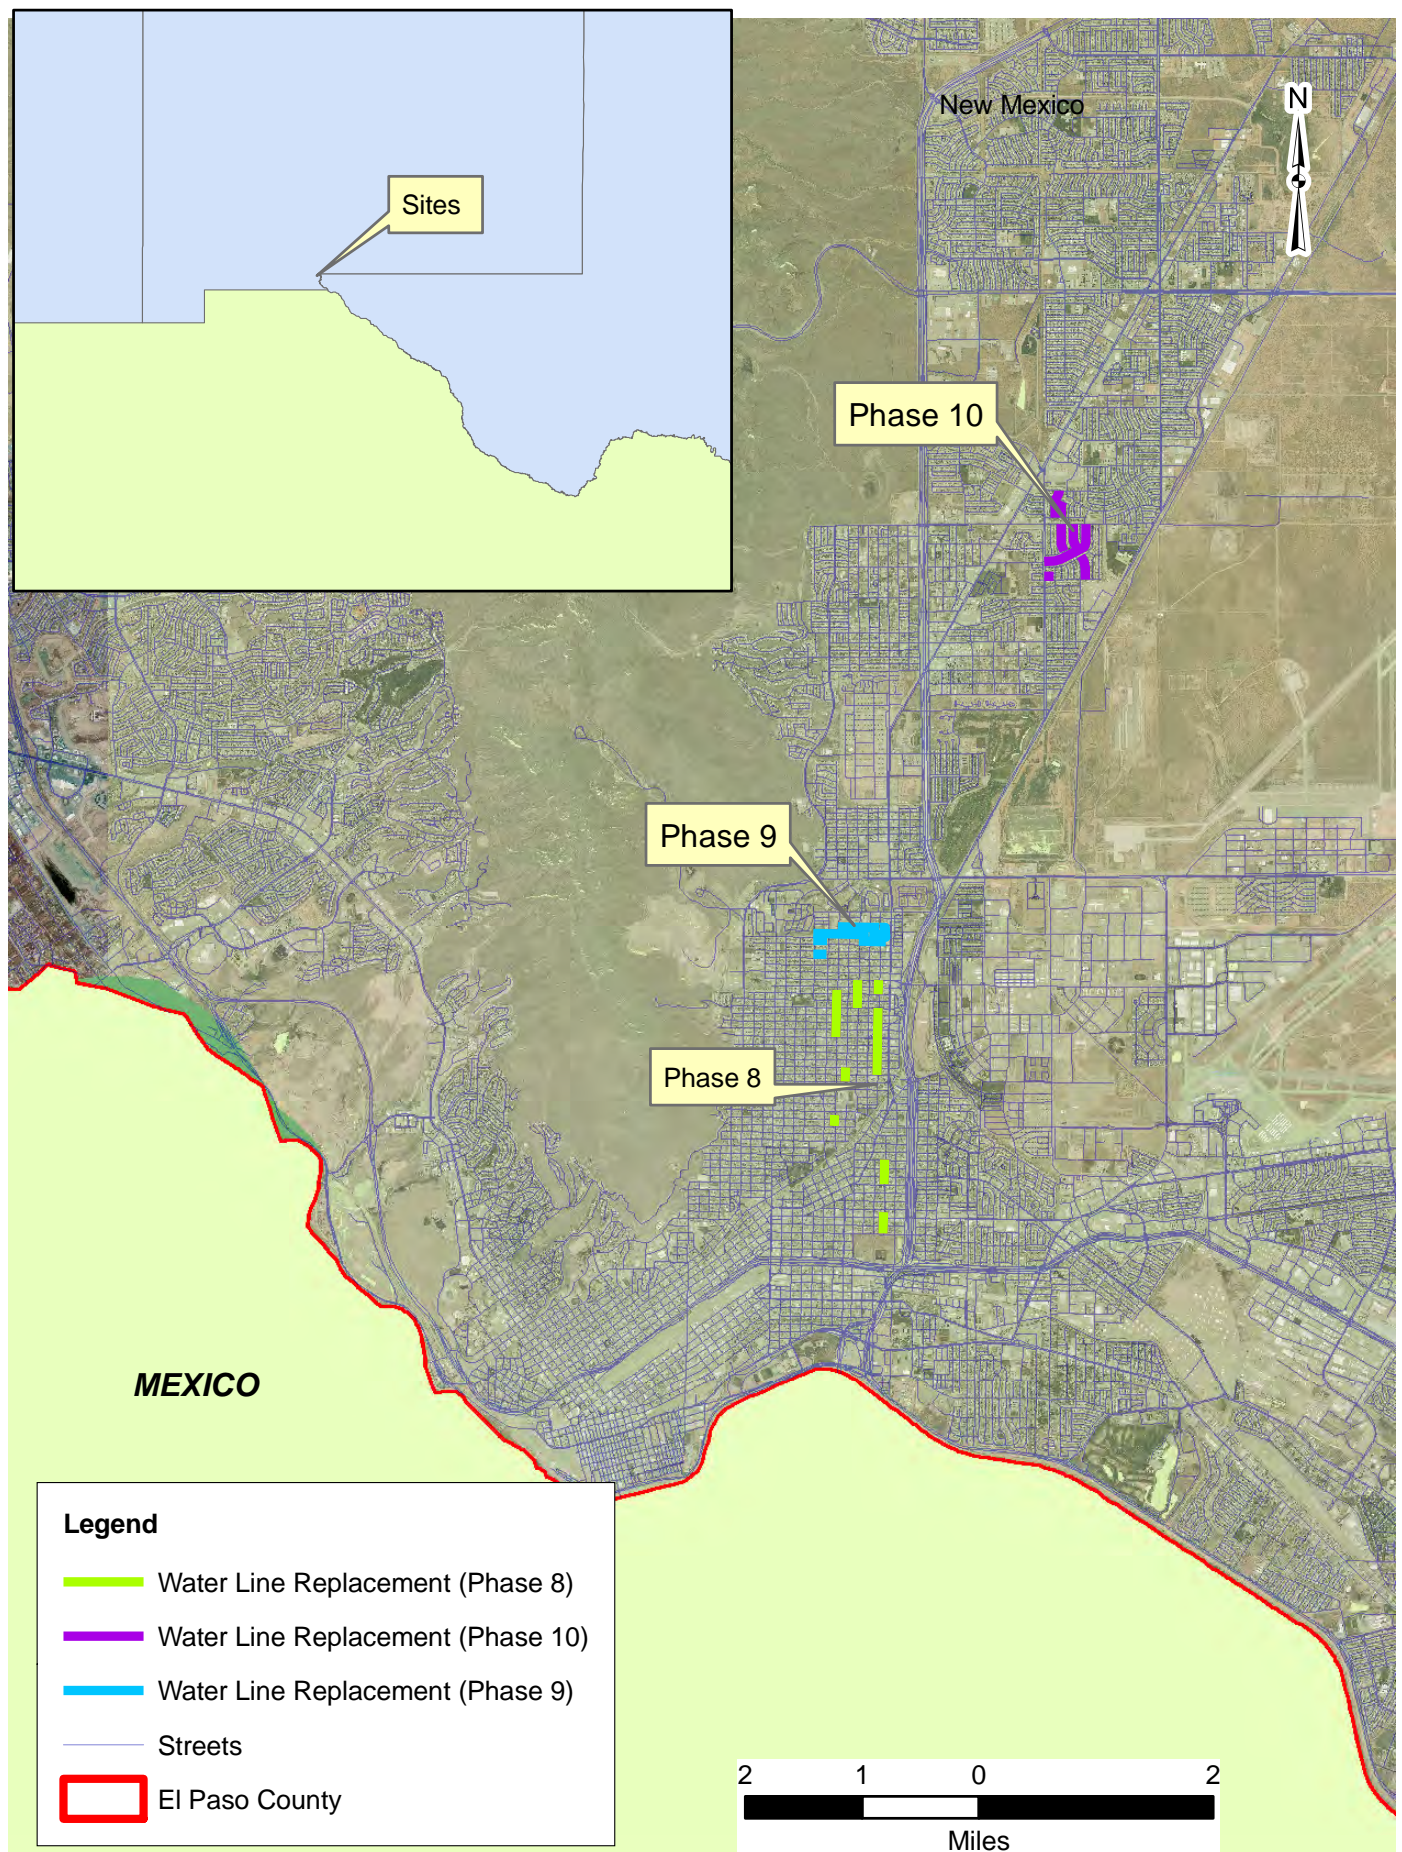 New Mexico
N
Sites
Phase 10
Phase 9
Phase 8
MEXICO
Legend
Water Line Replacement (Phase 8)
Water Line Replacement (Phase 10)
Water Line Replacement (Phase 9)
Streets
El Paso County
2 1 0 2
Miles